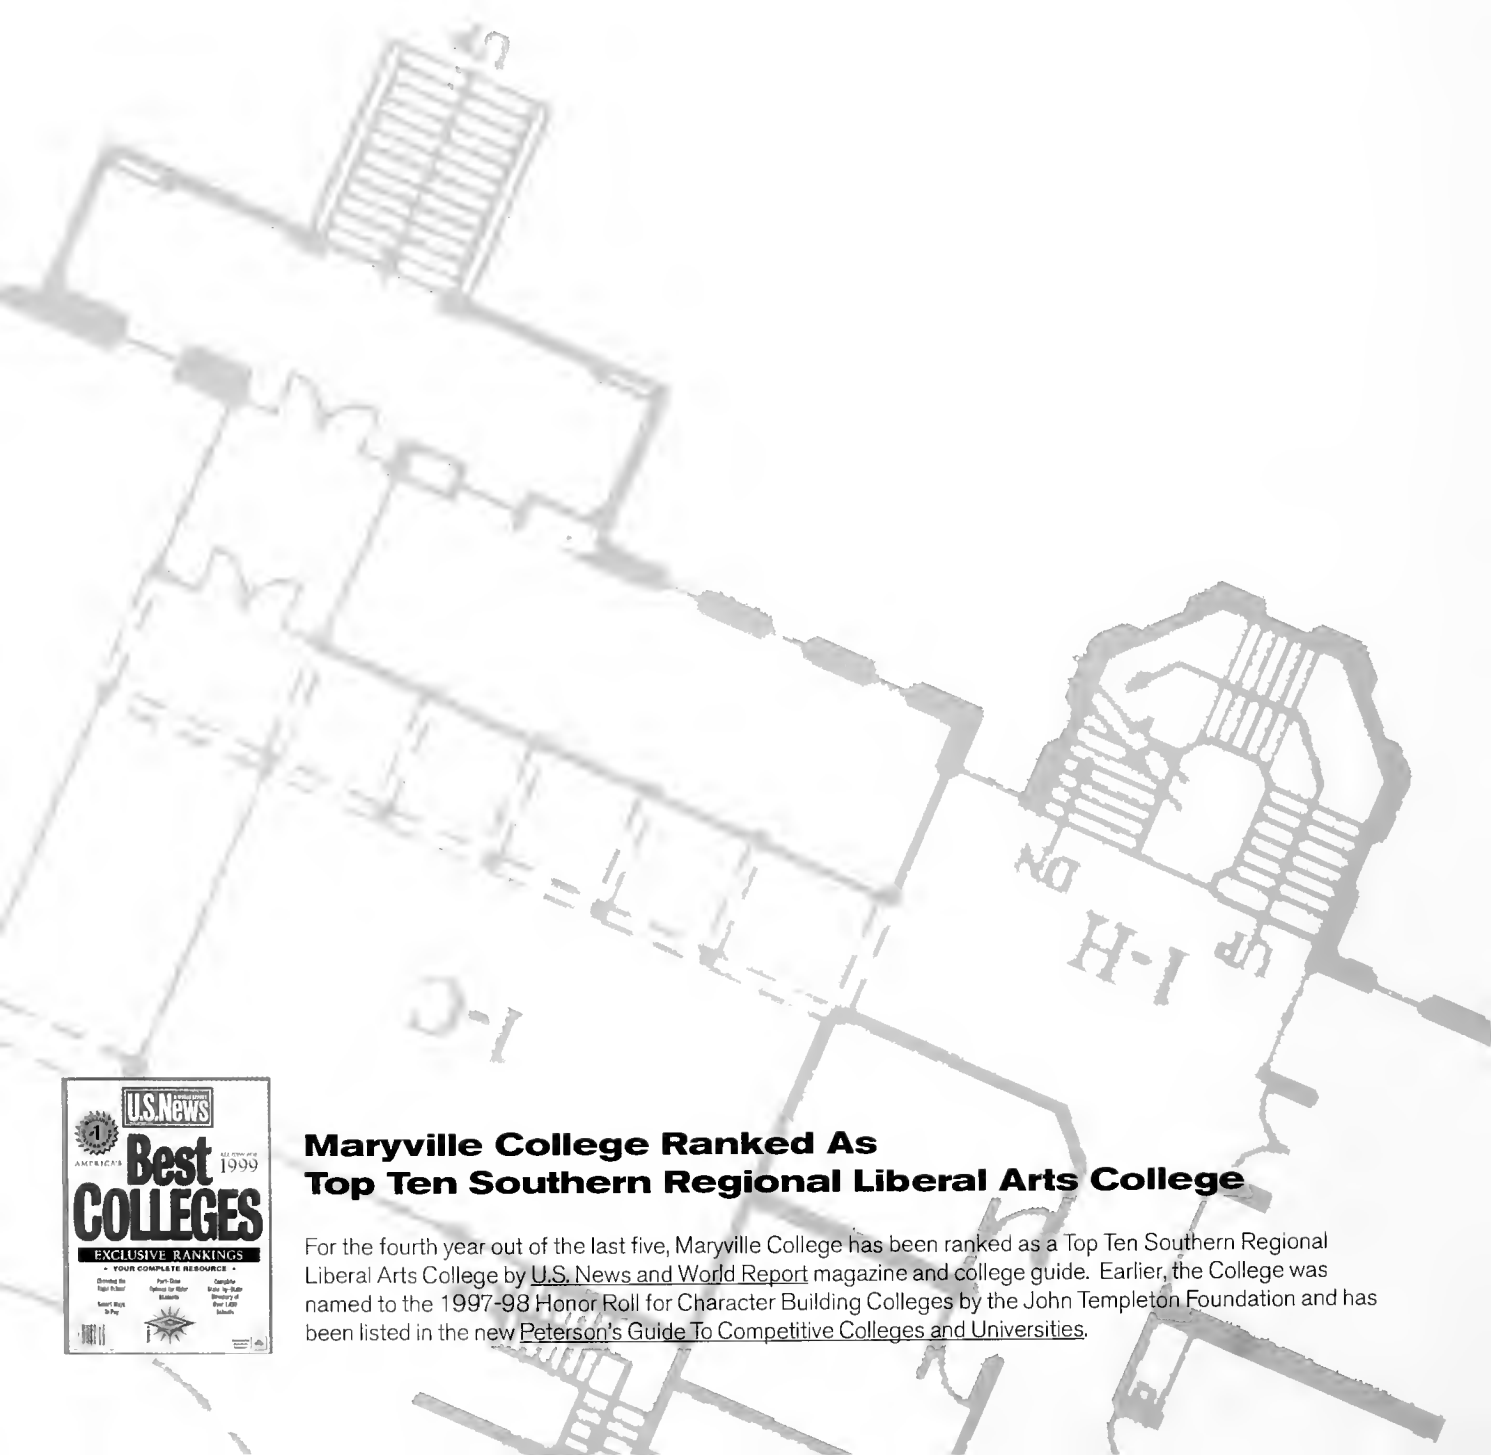 DN
I-H
UP
I-C
U.S.News
#1
AMERICA'S
Best
1999
COLLEGES
EXCLUSIVE RANKINGS
• YOUR COMPLETE RESOURCE •
Maryville College Ranked As
Top Ten Southern Regional Liberal Arts College
For the fourth year out of the last five, Maryville College has been ranked as a Top Ten Southern Regional
Liberal Arts College by U.S. News and World Report magazine and college guide. Earlier, the College was
named to the 1997-98 Honor Roll for Character Building Colleges by the John Templeton Foundation and has
been listed in the new Peterson's Guide To Competitive Colleges and Universities.